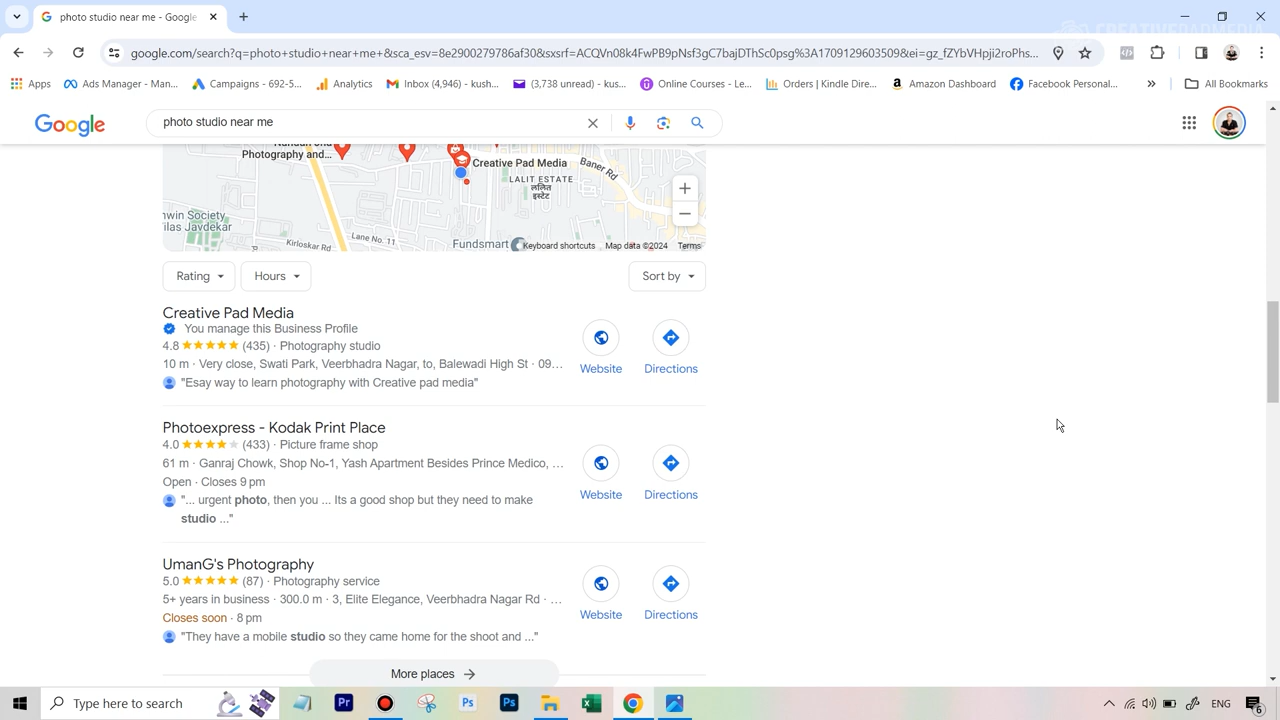 photo studio near me - Google
CREATIVEPADMEDIA
google.com/search?q=photo+studio+near+me+&sca_esv=8e2900279786af30&sxsrf=ACQVn08k4FwPB9pNsf3gC7bajDThSc0psg%3A1709129603509&ei=gz_fZYbVHpji2roPhs...
Apps
Ads Manager - Man...
Campaigns - 692-5...
Analytics
Inbox (4,946) - kush...
(3,738 unread) - kus...
Online Courses - Le...
Orders | Kindle Dire...
Amazon Dashboard
Facebook Personal...
All Bookmarks
Google
photo studio near me
Photography and...
Creative Pad Media
Baner Rd
LALIT ESTATE
ललित
इस्टेट
nwin Society
ilas Javdekar
Kirloskar Rd
Lane No. 11
Fundsmart
Keyboard shortcuts
Map data ©2024
Terms
Rating
Hours
Sort by
Creative Pad Media
You manage this Business Profile
4.8 (435) · Photography studio
10 m · Very close, Swati Park, Veerbhadra Nagar, to, Balewadi High St · 09...
"Esay way to learn photography with Creative pad media"
Website
Directions
Photoexpress - Kodak Print Place
4.0 (433) · Picture frame shop
61 m · Ganraj Chowk, Shop No-1, Yash Apartment Besides Prince Medico, ...
Open · Closes 9 pm
"... urgent photo, then you ... Its a good shop but they need to make
studio ..."
Website
Directions
UmanG's Photography
5.0 (87) · Photography service
5+ years in business · 300.0 m · 3, Elite Elegance, Veerbhadra Nagar Rd · ...
Closes soon · 8 pm
"They have a mobile studio so they came home for the shoot and ..."
Website
Directions
More places
Type here to search
Pr
Ps
Ps
ENG
6